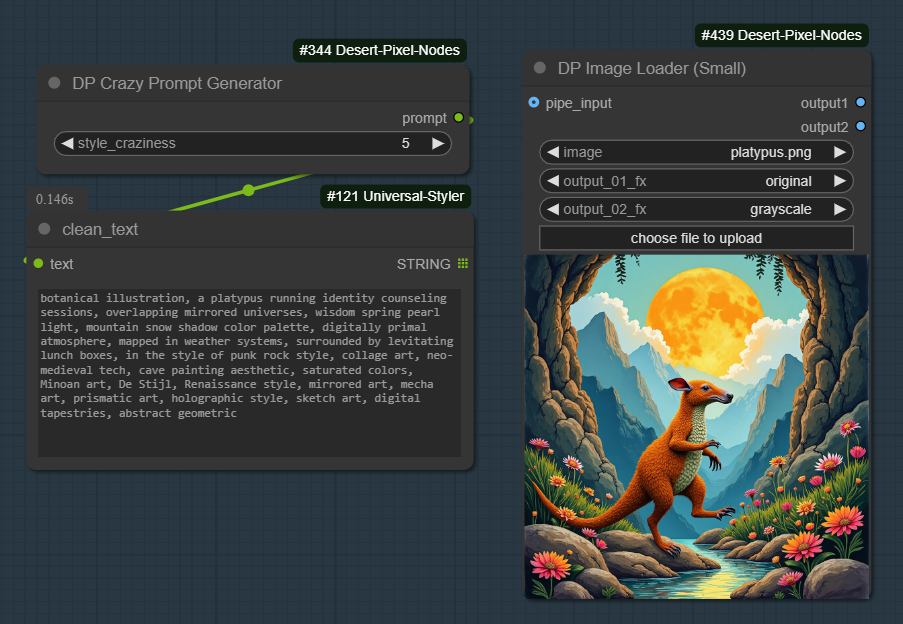 #344 Desert-Pixel-Nodes
DP Crazy Prompt Generator
prompt
style_craziness 5
0.146s
#121 Universal-Styler
clean_text
text STRING
botanical illustration, a platypus running identity counseling
sessions, overlapping mirrored universes, wisdom spring pearl
light, mountain snow shadow color palette, digitally primal
atmosphere, mapped in weather systems, surrounded by levitating
lunch boxes, in the style of punk rock style, collage art, neo-
medieval tech, cave painting aesthetic, saturated colors,
Minoan art, De Stijl, Renaissance style, mirrored art, mecha
art, prismatic art, holographic style, sketch art, digital
tapestries, abstract geometric
#439 Desert-Pixel-Nodes
DP Image Loader (Small)
pipe_input output1
output2
image platypus.png
output_01_fx original
output_02_fx grayscale
choose file to upload